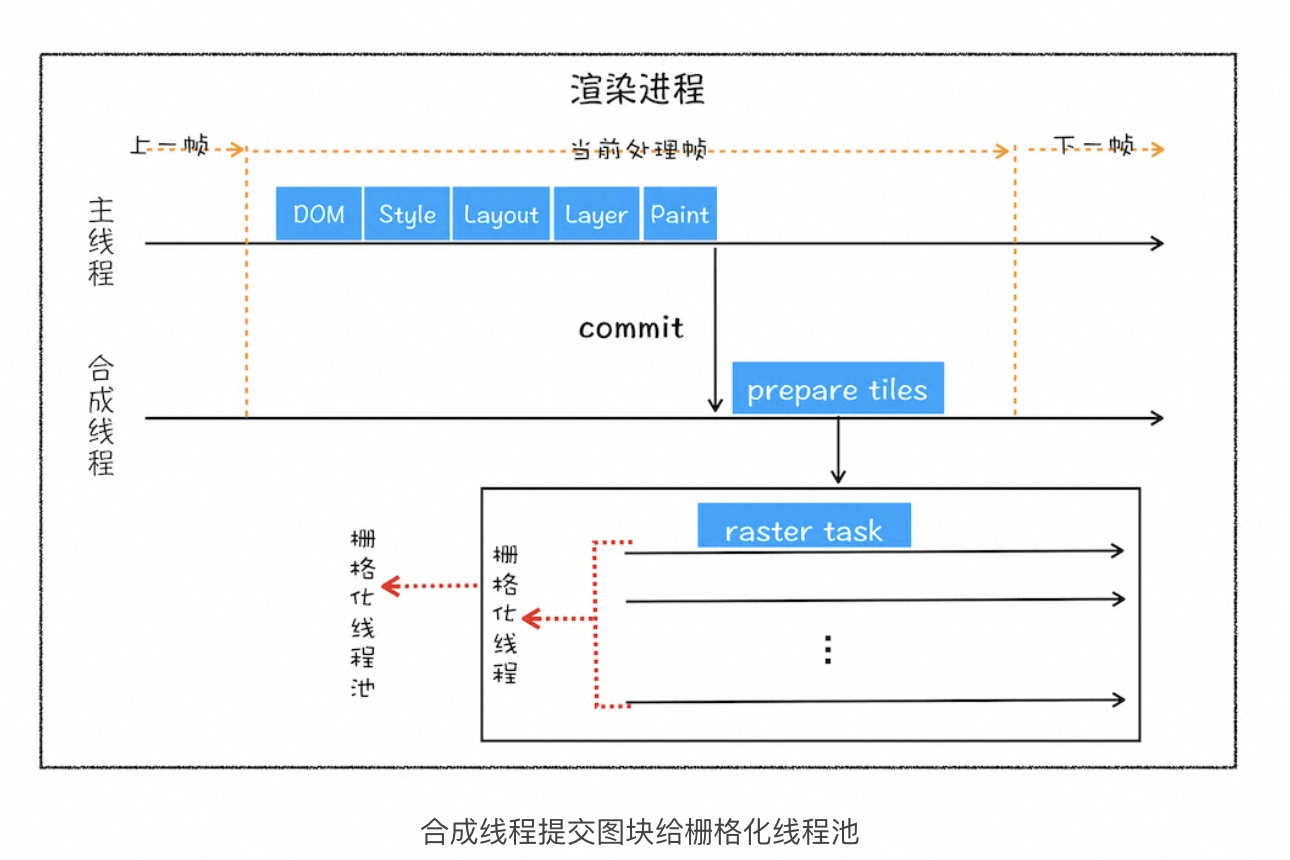 渲染进程
上一帧
当前处理帧
下一帧
主线程
DOM
Style
Layout
Layer
Paint
commit
合成线程
prepare tiles
raster task
栅格化线程池
栅格化线程
合成线程提交图块给栅格化线程池